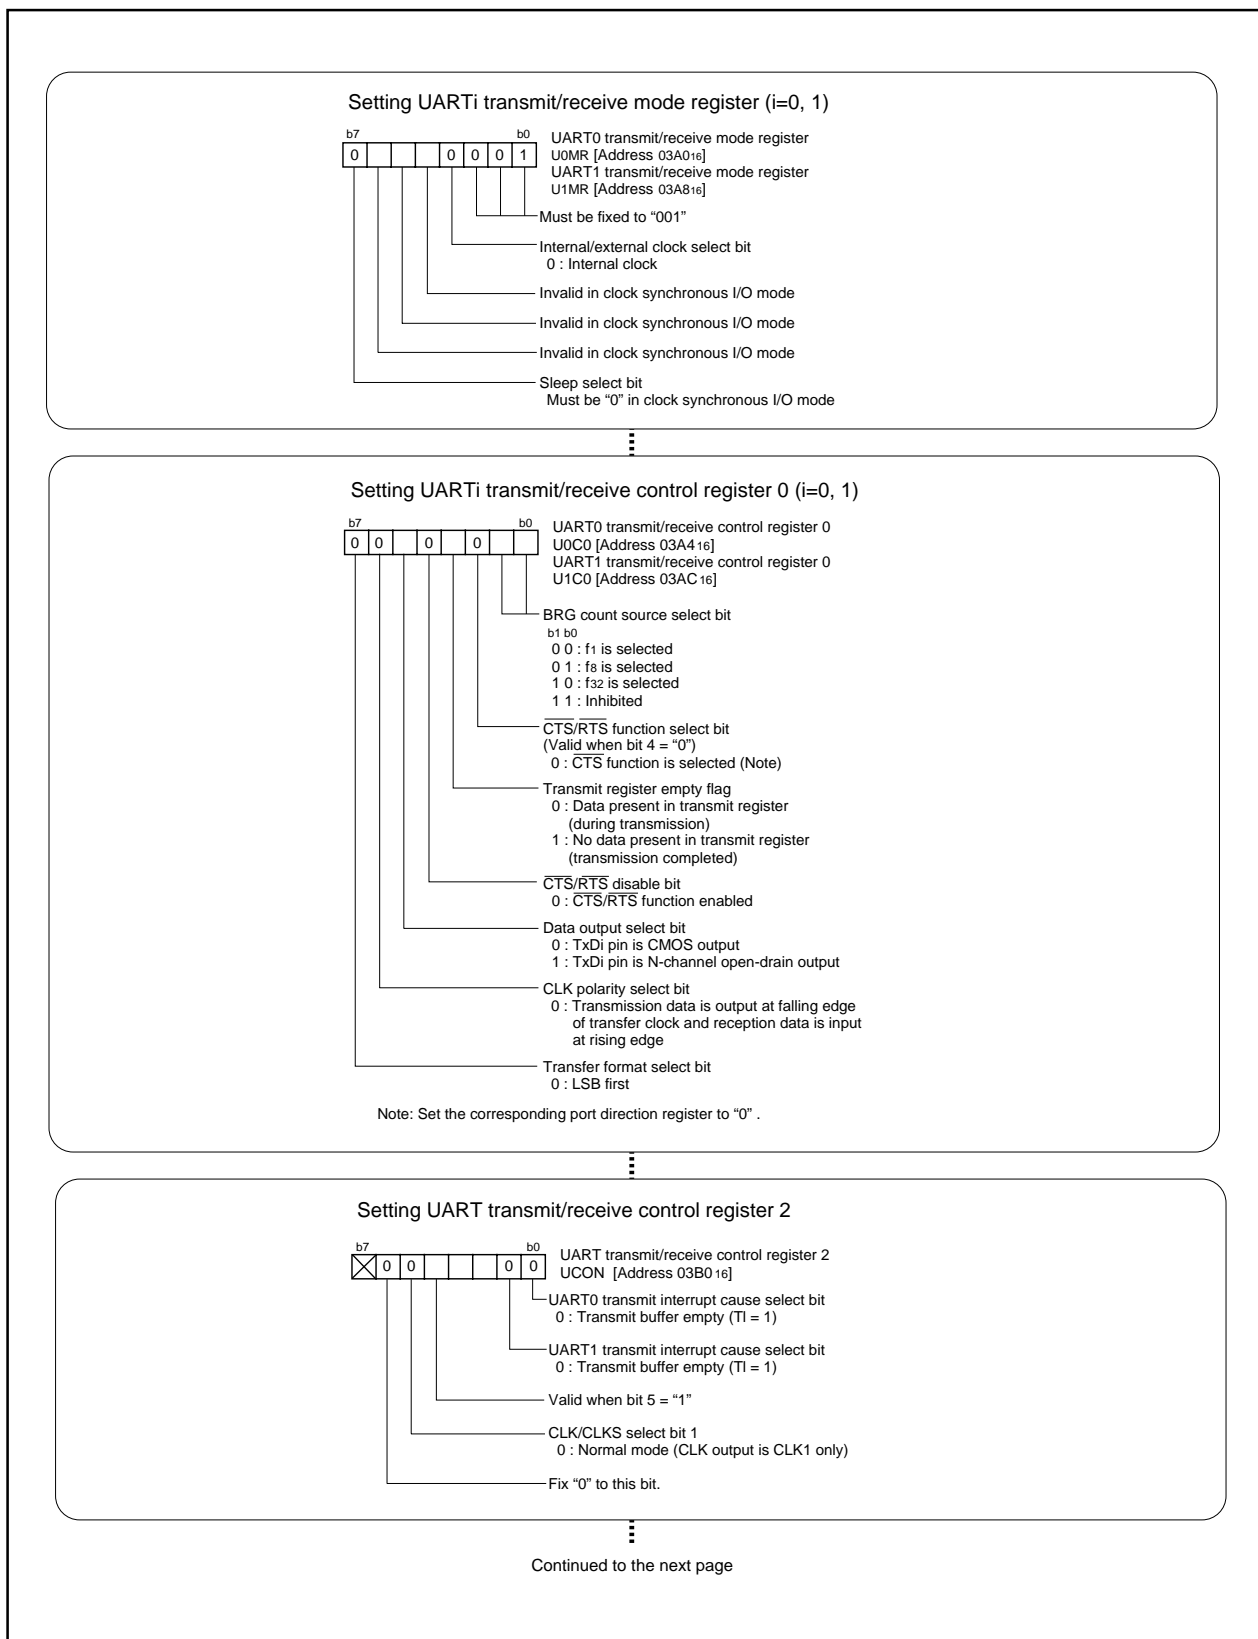 Setting UARTi transmit/receive mode register (i=0, 1)
b7 b0
0 0 0 0 1
UART0 transmit/receive mode register
U0MR [Address 03A016]
UART1 transmit/receive mode register
U1MR [Address 03A816]
Must be fixed to “001”
Internal/external clock select bit
0 : Internal clock
Invalid in clock synchronous I/O mode
Invalid in clock synchronous I/O mode
Invalid in clock synchronous I/O mode
Sleep select bit
Must be “0” in clock synchronous I/O mode
Setting UARTi transmit/receive control register 0 (i=0, 1)
b7 b0
0 0 0 0
UART0 transmit/receive control register 0
U0C0 [Address 03A416]
UART1 transmit/receive control register 0
U1C0 [Address 03AC16]
BRG count source select bit
b1 b0
0 0 : f1 is selected
0 1 : f8 is selected
1 0 : f32 is selected
1 1 : Inhibited
CTS/RTS function select bit
(Valid when bit 4 = “0”)
0 : CTS function is selected (Note)
Transmit register empty flag
0 : Data present in transmit register
(during transmission)
1 : No data present in transmit register
(transmission completed)
CTS/RTS disable bit
0 : CTS/RTS function enabled
Data output select bit
0 : TxDi pin is CMOS output
1 : TxDi pin is N-channel open-drain output
CLK polarity select bit
0 : Transmission data is output at falling edge
of transfer clock and reception data is input
at rising edge
Transfer format select bit
0 : LSB first
Note: Set the corresponding port direction register to “0” .
Setting UART transmit/receive control register 2
b7 b0
0 0 0 0
UART transmit/receive control register 2
UCON [Address 03B016]
UART0 transmit interrupt cause select bit
0 : Transmit buffer empty (TI = 1)
UART1 transmit interrupt cause select bit
0 : Transmit buffer empty (TI = 1)
Valid when bit 5 = “1”
CLK/CLKS select bit 1
0 : Normal mode (CLK output is CLK1 only)
Fix “0” to this bit.
Continued to the next page